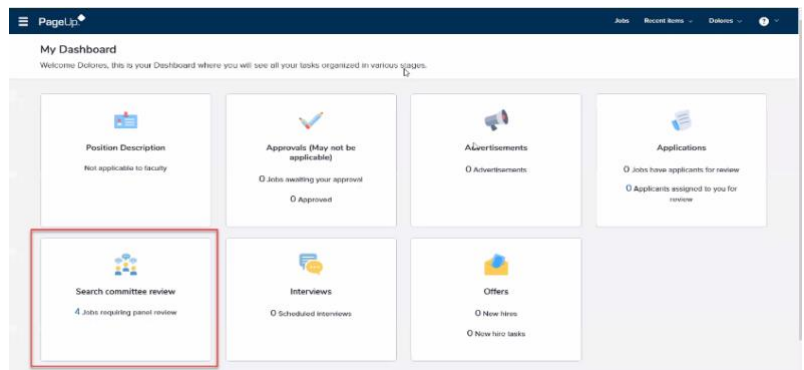 PageUp.
Jobs Recent items Dolores ?
My Dashboard
Welcome Dolores, this is your Dashboard where you will see all your tasks organized in various stages.
Position Description
Not applicable to faculty
Approvals (May not be
applicable)
0 Jobs awaiting your approval
0 Approved
Advertisements
0 Advertisements
Applications
0 Jobs have applicants for review
0 Applicants assigned to you for
review
Search committee review
4 Jobs requiring panel review
Interviews
0 Scheduled interviews
Offers
0 New hires
0 New hire tasks